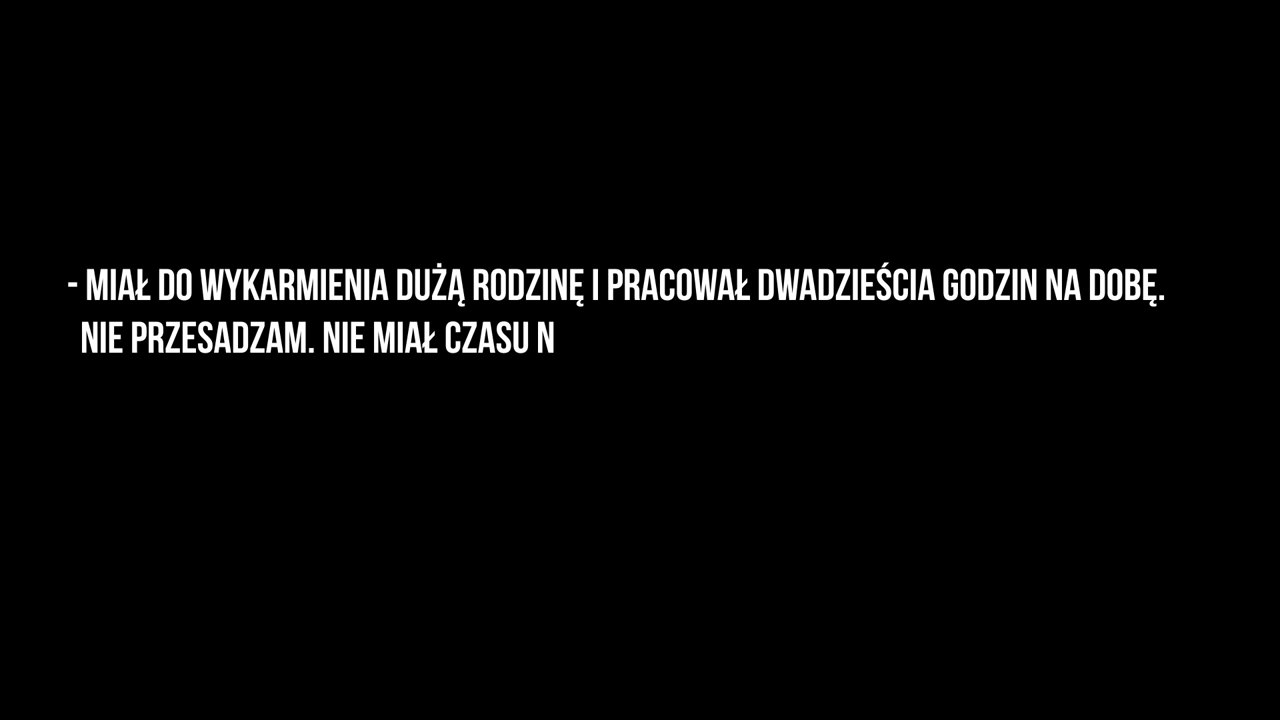 - MIAŁ DO WYKARMIENIA DUŻĄ RODZINĘ I PRACOWAŁ DWADZIEŚCIA GODZIN NA DOBĘ.
NIE PRZESADZAM. NIE MIAŁ CZASU N